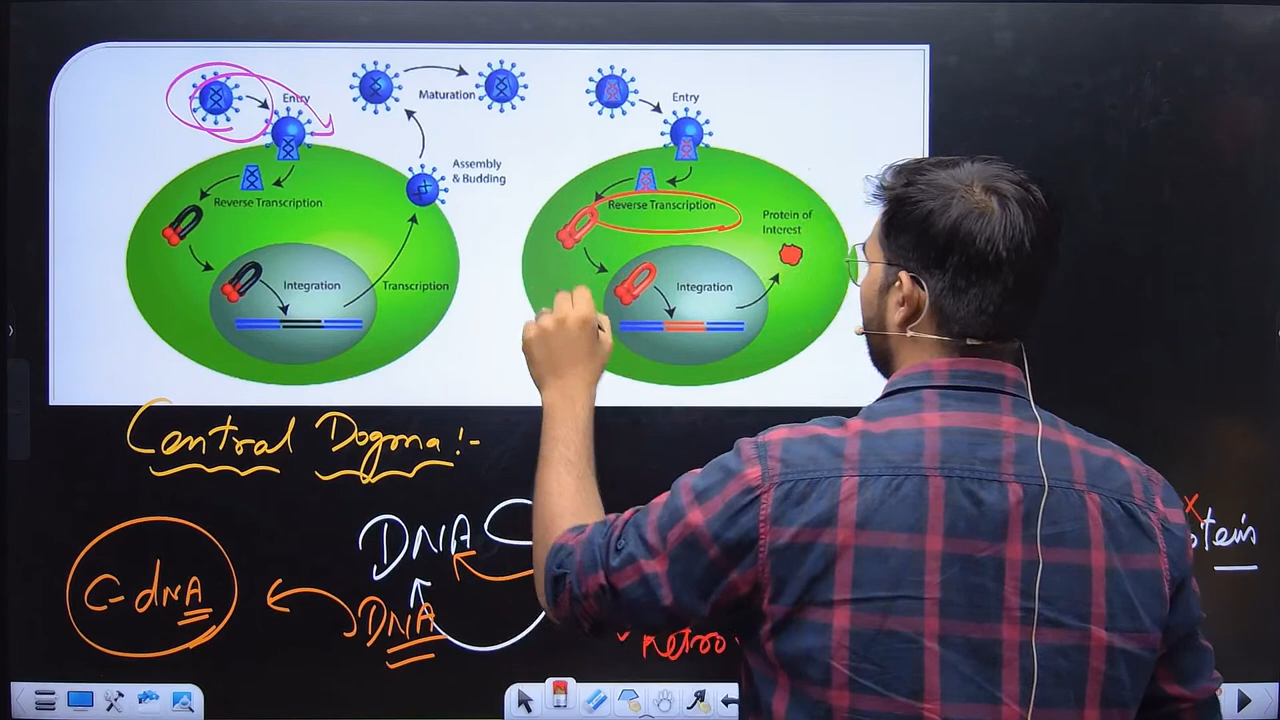 Entry
Maturation
Entry
Assembly
& Budding
Reverse Transcription
Reverse Transcription
Protein of
Interest
Integration
Transcription
Integration
Central Dogma:-
DNA
tein
C-dNA
DNA
Retro